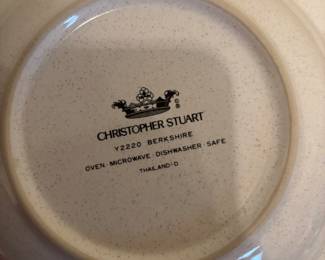 CHRISTOPHER STUART
Y2220 BERKSHIRE
OVEN·MICROWAVE·DISHWASHER·SAFE
THAILAND-D